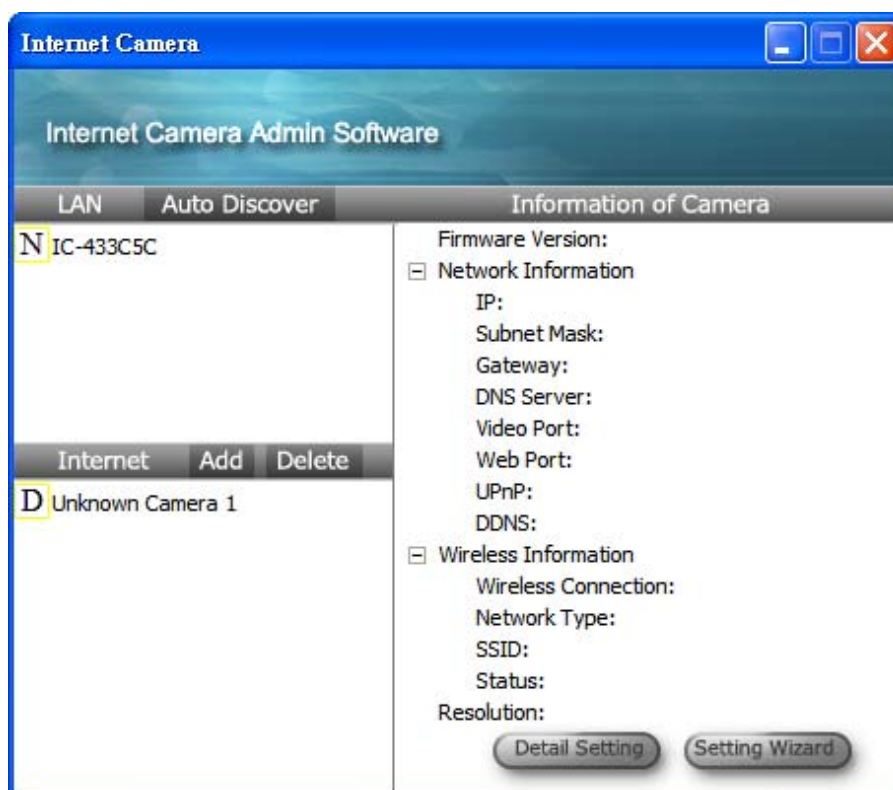 Internet Camera
Internet Camera Admin Software
LAN Auto Discover
N IC-433C5C
Internet Add Delete
D Unknown Camera 1
Information of Camera
Firmware Version:
Network Information
IP:
Subnet Mask:
Gateway:
DNS Server:
Video Port:
Web Port:
UPnP:
DDNS:
Wireless Information
Wireless Connection:
Network Type:
SSID:
Status:
Resolution:
Detail Setting Setting Wizard